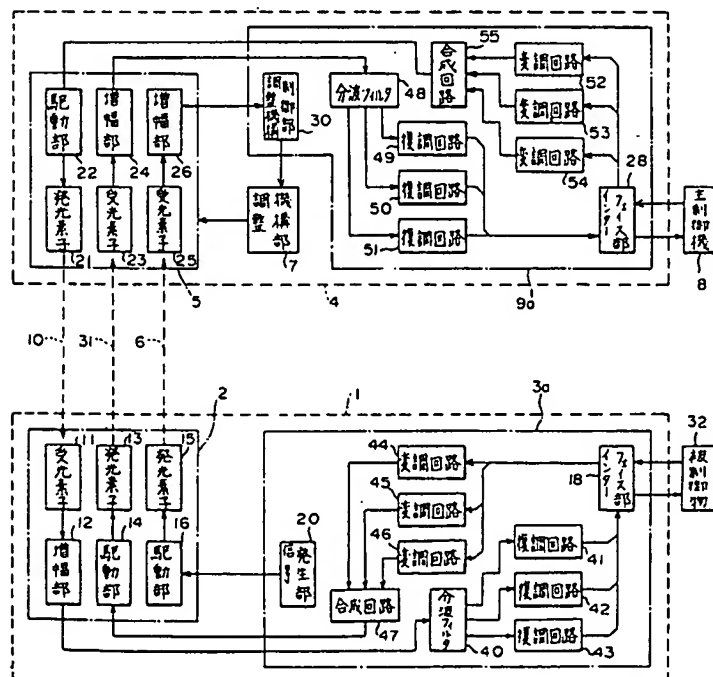 55
合成回路
変調回路
52
変調回路
53
変調回路
54
駆動部
22
増幅部
24
増幅部
26
調整機構
制御部
30
分波フィルタ
48
復調回路
49
復調回路
50
復調回路
51
28
インター
フェイス部
主制御機
8
発光素子
21
受光素子
23
受光素子
25
調整
機構部
7
5
4
9a
10
31
6
1
2
3a
32
11
受光素子
13
発光素子
15
発光素子
44
変調回路
45
変調回路
46
変調回路
18
インター
フェイス部
被制御物
12
増幅部
14
駆動部
16
駆動部
20
信号
発生部
合成回路
47
分波フィルタ
40
復調回路
41
復調回路
42
復調回路
43